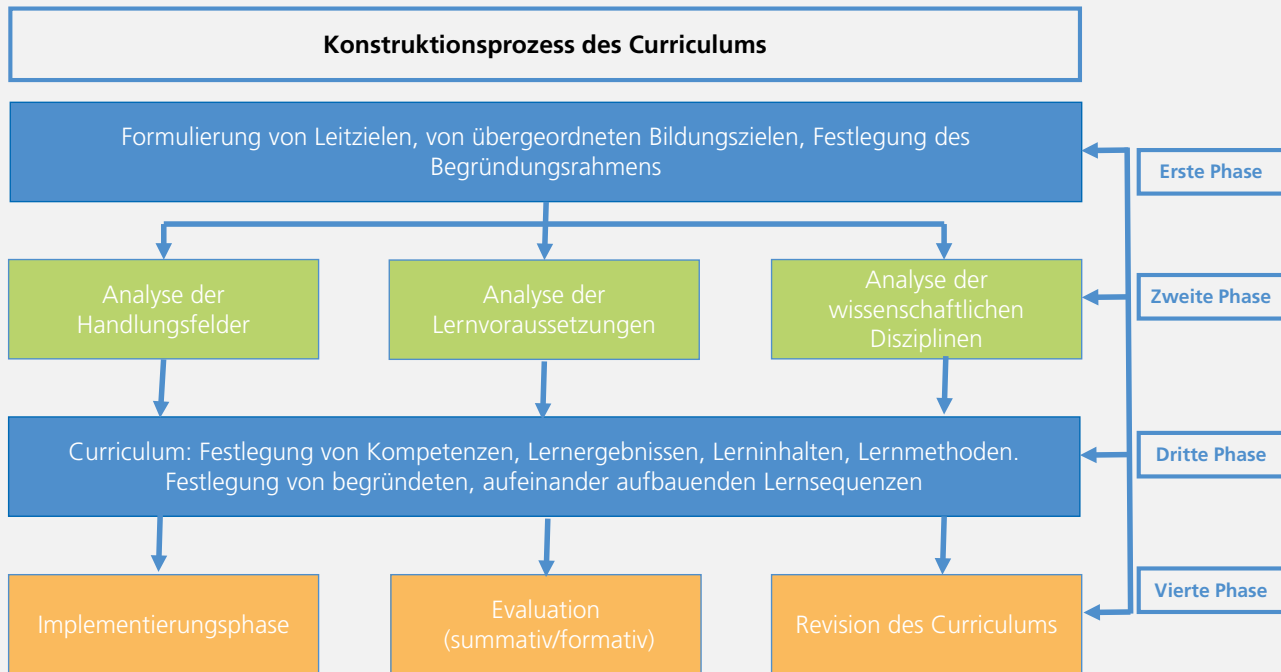 Konstruktionsprozess des Curriculums
Formulierung von Leitzielen, von übergeordneten Bildungszielen, Festlegung des
Begründungsrahmens
Erste Phase
Analyse der
Handlungsfelder
Analyse der
Lernvoraussetzungen
Analyse der
wissenschaftlichen
Disziplinen
Zweite Phase
Curriculum: Festlegung von Kompetenzen, Lernergebnissen, Lerninhalten, Lernmethoden.
Festlegung von begründeten, aufeinander aufbauenden Lernsequenzen
Dritte Phase
Implementierungsphase
Evaluation
(summativ/formativ)
Revision des Curriculums
Vierte Phase